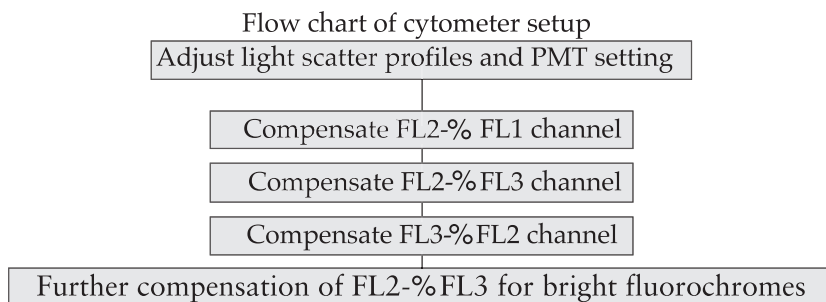 Flow chart of cytometer setup
Adjust light scatter profiles and PMT setting
Compensate FL2-% FL1 channel
Compensate FL2-%FL3 channel
Compensate FL3-%FL2 channel
Further compensation of FL2-%FL3 for bright fluorochromes